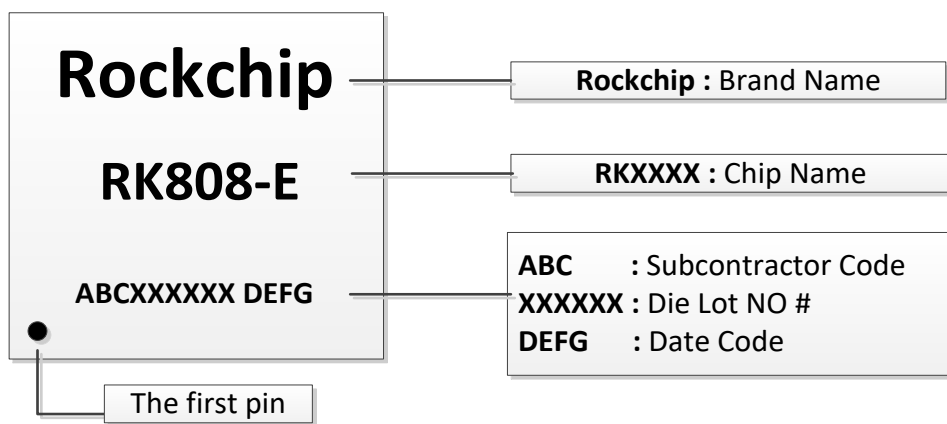 Rockchip
Rockchip : Brand Name
RK808-E
RKXXXX : Chip Name
ABCXXXXXX DEFG
ABC : Subcontractor Code
XXXXXX : Die Lot NO #
DEFG : Date Code
The first pin